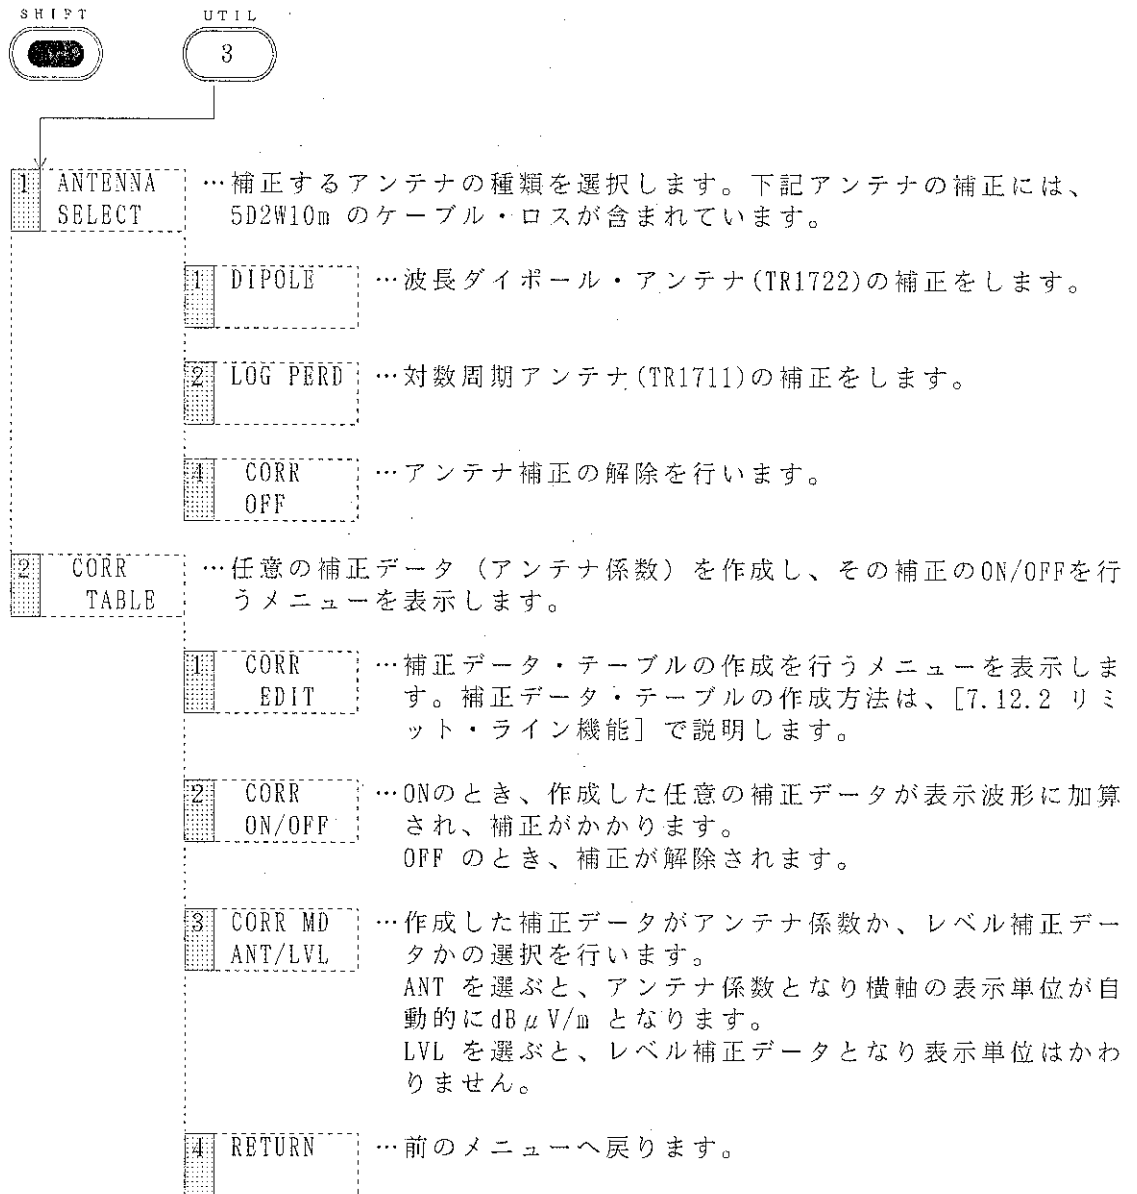 SHIFT UTIL
3
1 ANTENNA SELECT …補正するアンテナの種類を選択します。下記アンテナの補正には、
5D2W10m のケーブル・ロスが含まれています。
1 DIPOLE …波長ダイポール・アンテナ(TR1722)の補正をします。
2 LOG PERD …対数周期アンテナ(TR1711)の補正をします。
4 CORR OFF …アンテナ補正の解除を行います。
2 CORR TABLE …任意の補正データ（アンテナ係数）を作成し、その補正のON/OFFを行
うメニューを表示します。
1 CORR EDIT …補正データ・テーブルの作成を行うメニューを表示しま
す。補正データ・テーブルの作成方法は、[7.12.2 リミ
ット・ライン機能］で説明します。
2 CORR ON/OFF …ONのとき、作成した任意の補正データが表示波形に加算
され、補正がかかります。
OFF のとき、補正が解除されます。
3 CORR MD ANT/LVL …作成した補正データがアンテナ係数か、レベル補正デー
タかの選択を行います。
ANT を選ぶと、アンテナ係数となり横軸の表示単位が自
動的にdBμV/m となります。
LVL を選ぶと、レベル補正データとなり表示単位はかわ
りません。
4 RETURN …前のメニューへ戻ります。